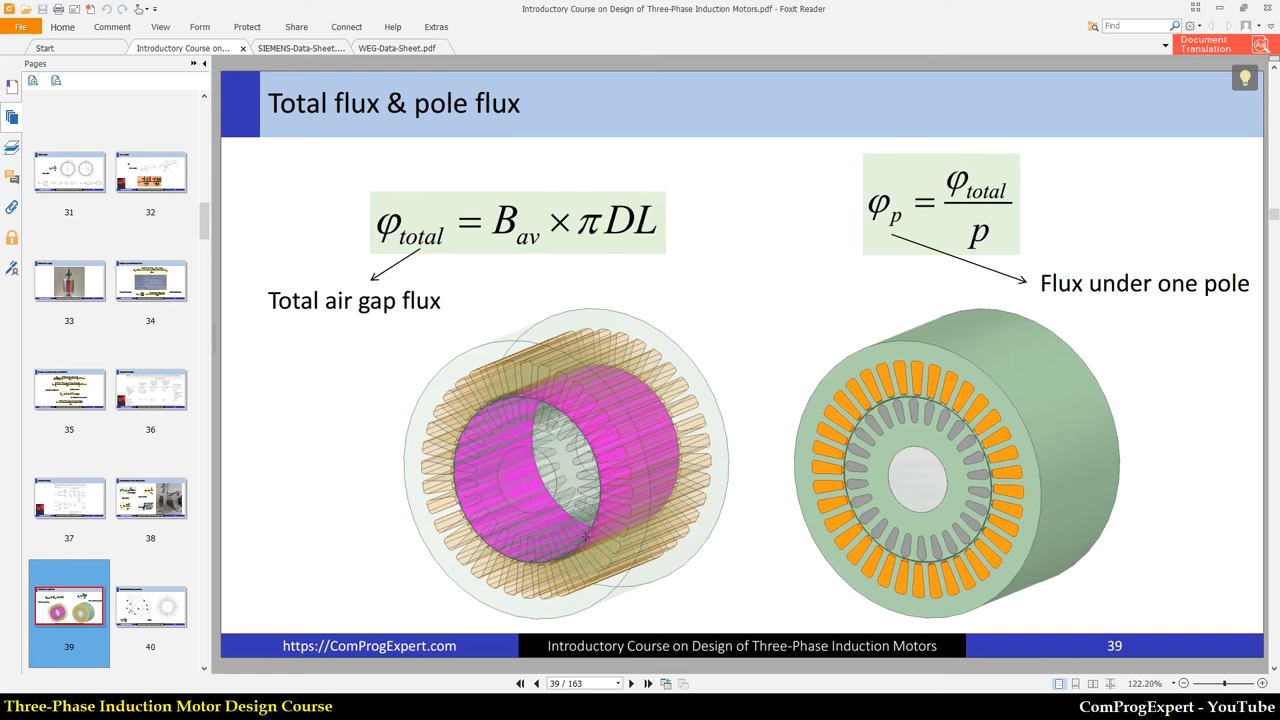 Introductory Course on Design of Three-Phase Induction Motors.pdf - Foxit Reader
File Home Comment View Form Protect Share Connect Help Extras
Find
Start
Introductory Course on...
SIEMENS-Data-Sheet....
WEG-Data-Sheet.pdf
Document
Translation
Pages
31 32
33 34
35 36
37 38
39 40
Total flux & pole flux
φtotal = Bav × πDL
φp = φtotal / p
Total air gap flux
Flux under one pole
https://ComProgExpert.com
Introductory Course on Design of Three-Phase Induction Motors
39
39 / 163
122.20%
Three-Phase Induction Motor Design Course
ComProgExpert - YouTube